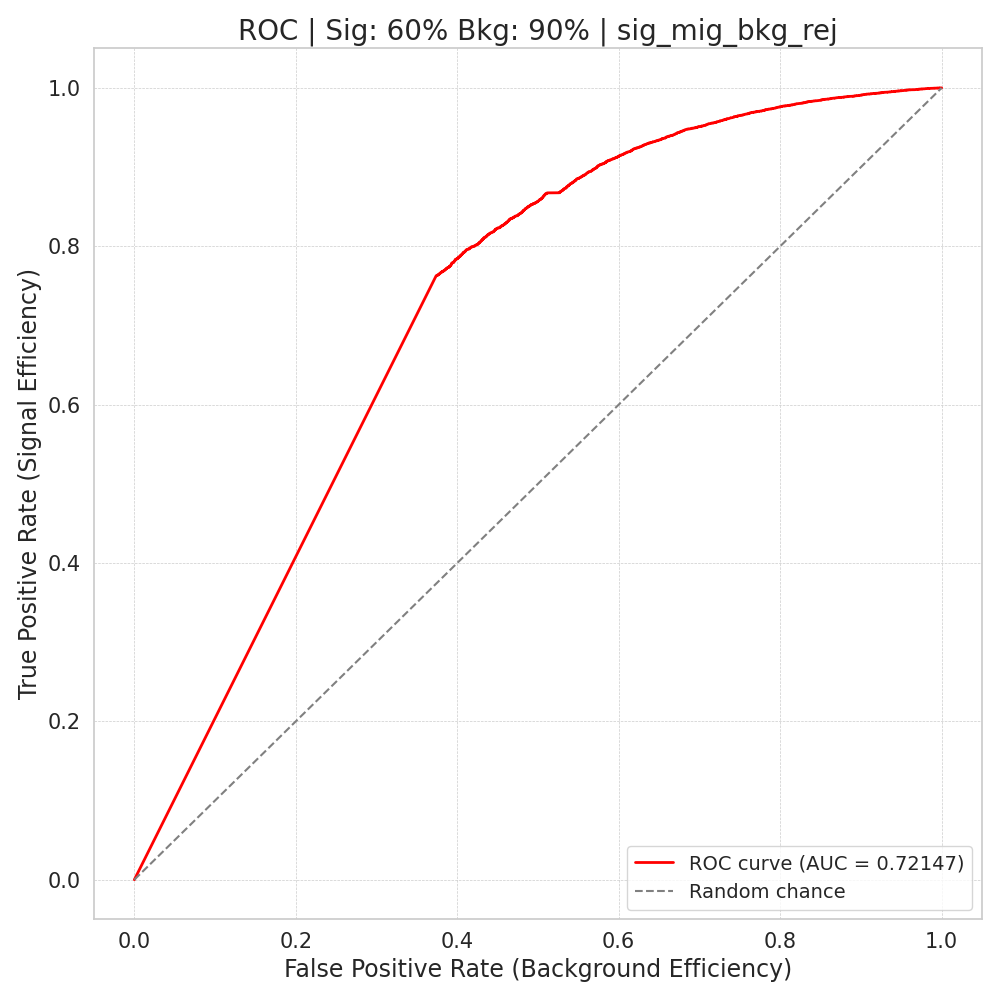 ROC | Sig: 60% Bkg: 90% | sig_mig_bkg_rej
True Positive Rate (Signal Efficiency)
1.0
0.8
0.6
0.4
0.2
0.0
ROC curve (AUC = 0.72147)
Random chance
0.0 0.2 0.4 0.6 0.8 1.0
False Positive Rate (Background Efficiency)